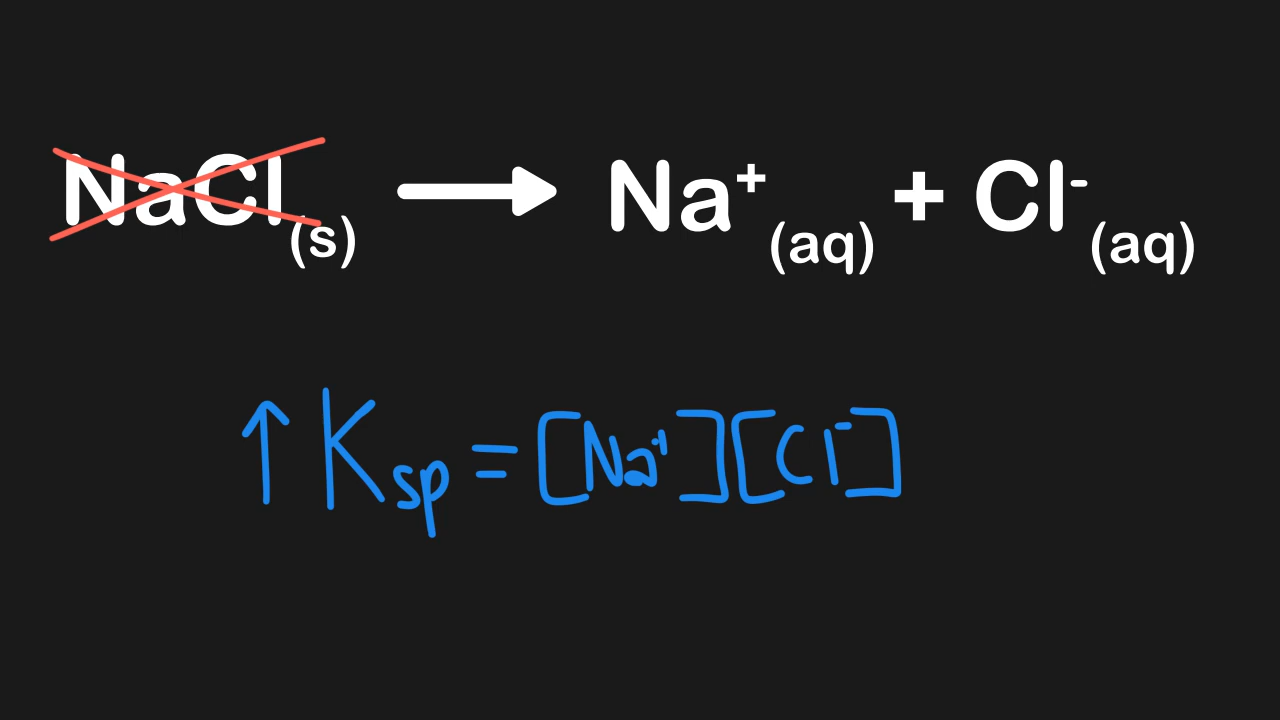 NaCl(s) → Na⁺(aq) + Cl⁻(aq)
↑ Ksp = [Na⁺][Cl⁻]